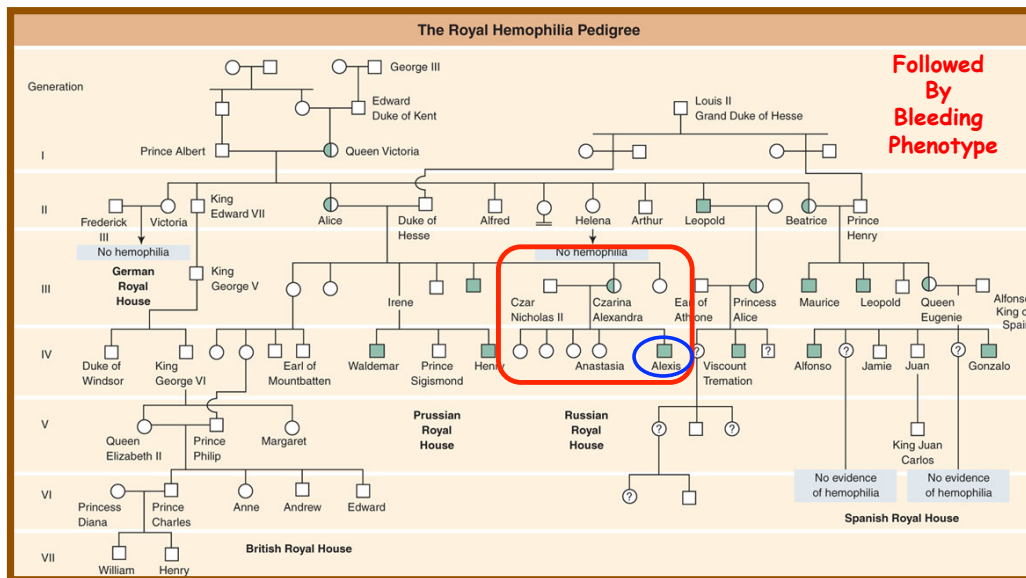 The Royal Hemophilia Pedigree
Followed
By
Bleeding
Phenotype
Generation
George III
Edward
Duke of Kent
Louis II
Grand Duke of Hesse
I
Prince Albert
Queen Victoria
II
Frederick
III
Victoria
King
Edward VII
Alice
Duke of
Hesse
Alfred
Helena
Arthur
Leopold
Beatrice
Prince
Henry
No hemophilia
No hemophilia
German
Royal
House
III
King
George V
Irene
Czar
Nicholas II
Czarina
Alexandra
Earl of
Athlone
Princess
Alice
Maurice
Leopold
Queen
Eugenie
Alfonso
King of
Spain
IV
Duke of
Windsor
King
George VI
Earl of
Mountbatten
Waldemar
Prince
Sigismond
Henry
Anastasia
Alexis
?
Viscount
Tremation
?
Alfonso
?
Jamie
Juan
?
Gonzalo
V
Queen
Elizabeth II
Prince
Philip
Margaret
Prussian
Royal
House
Russian
Royal
House
?
?
King Juan
Carlos
No evidence
of hemophilia
No evidence
of hemophilia
VI
Princess
Diana
Prince
Charles
Anne
Andrew
Edward
?
Spanish Royal House
British Royal House
VII
William
Henry